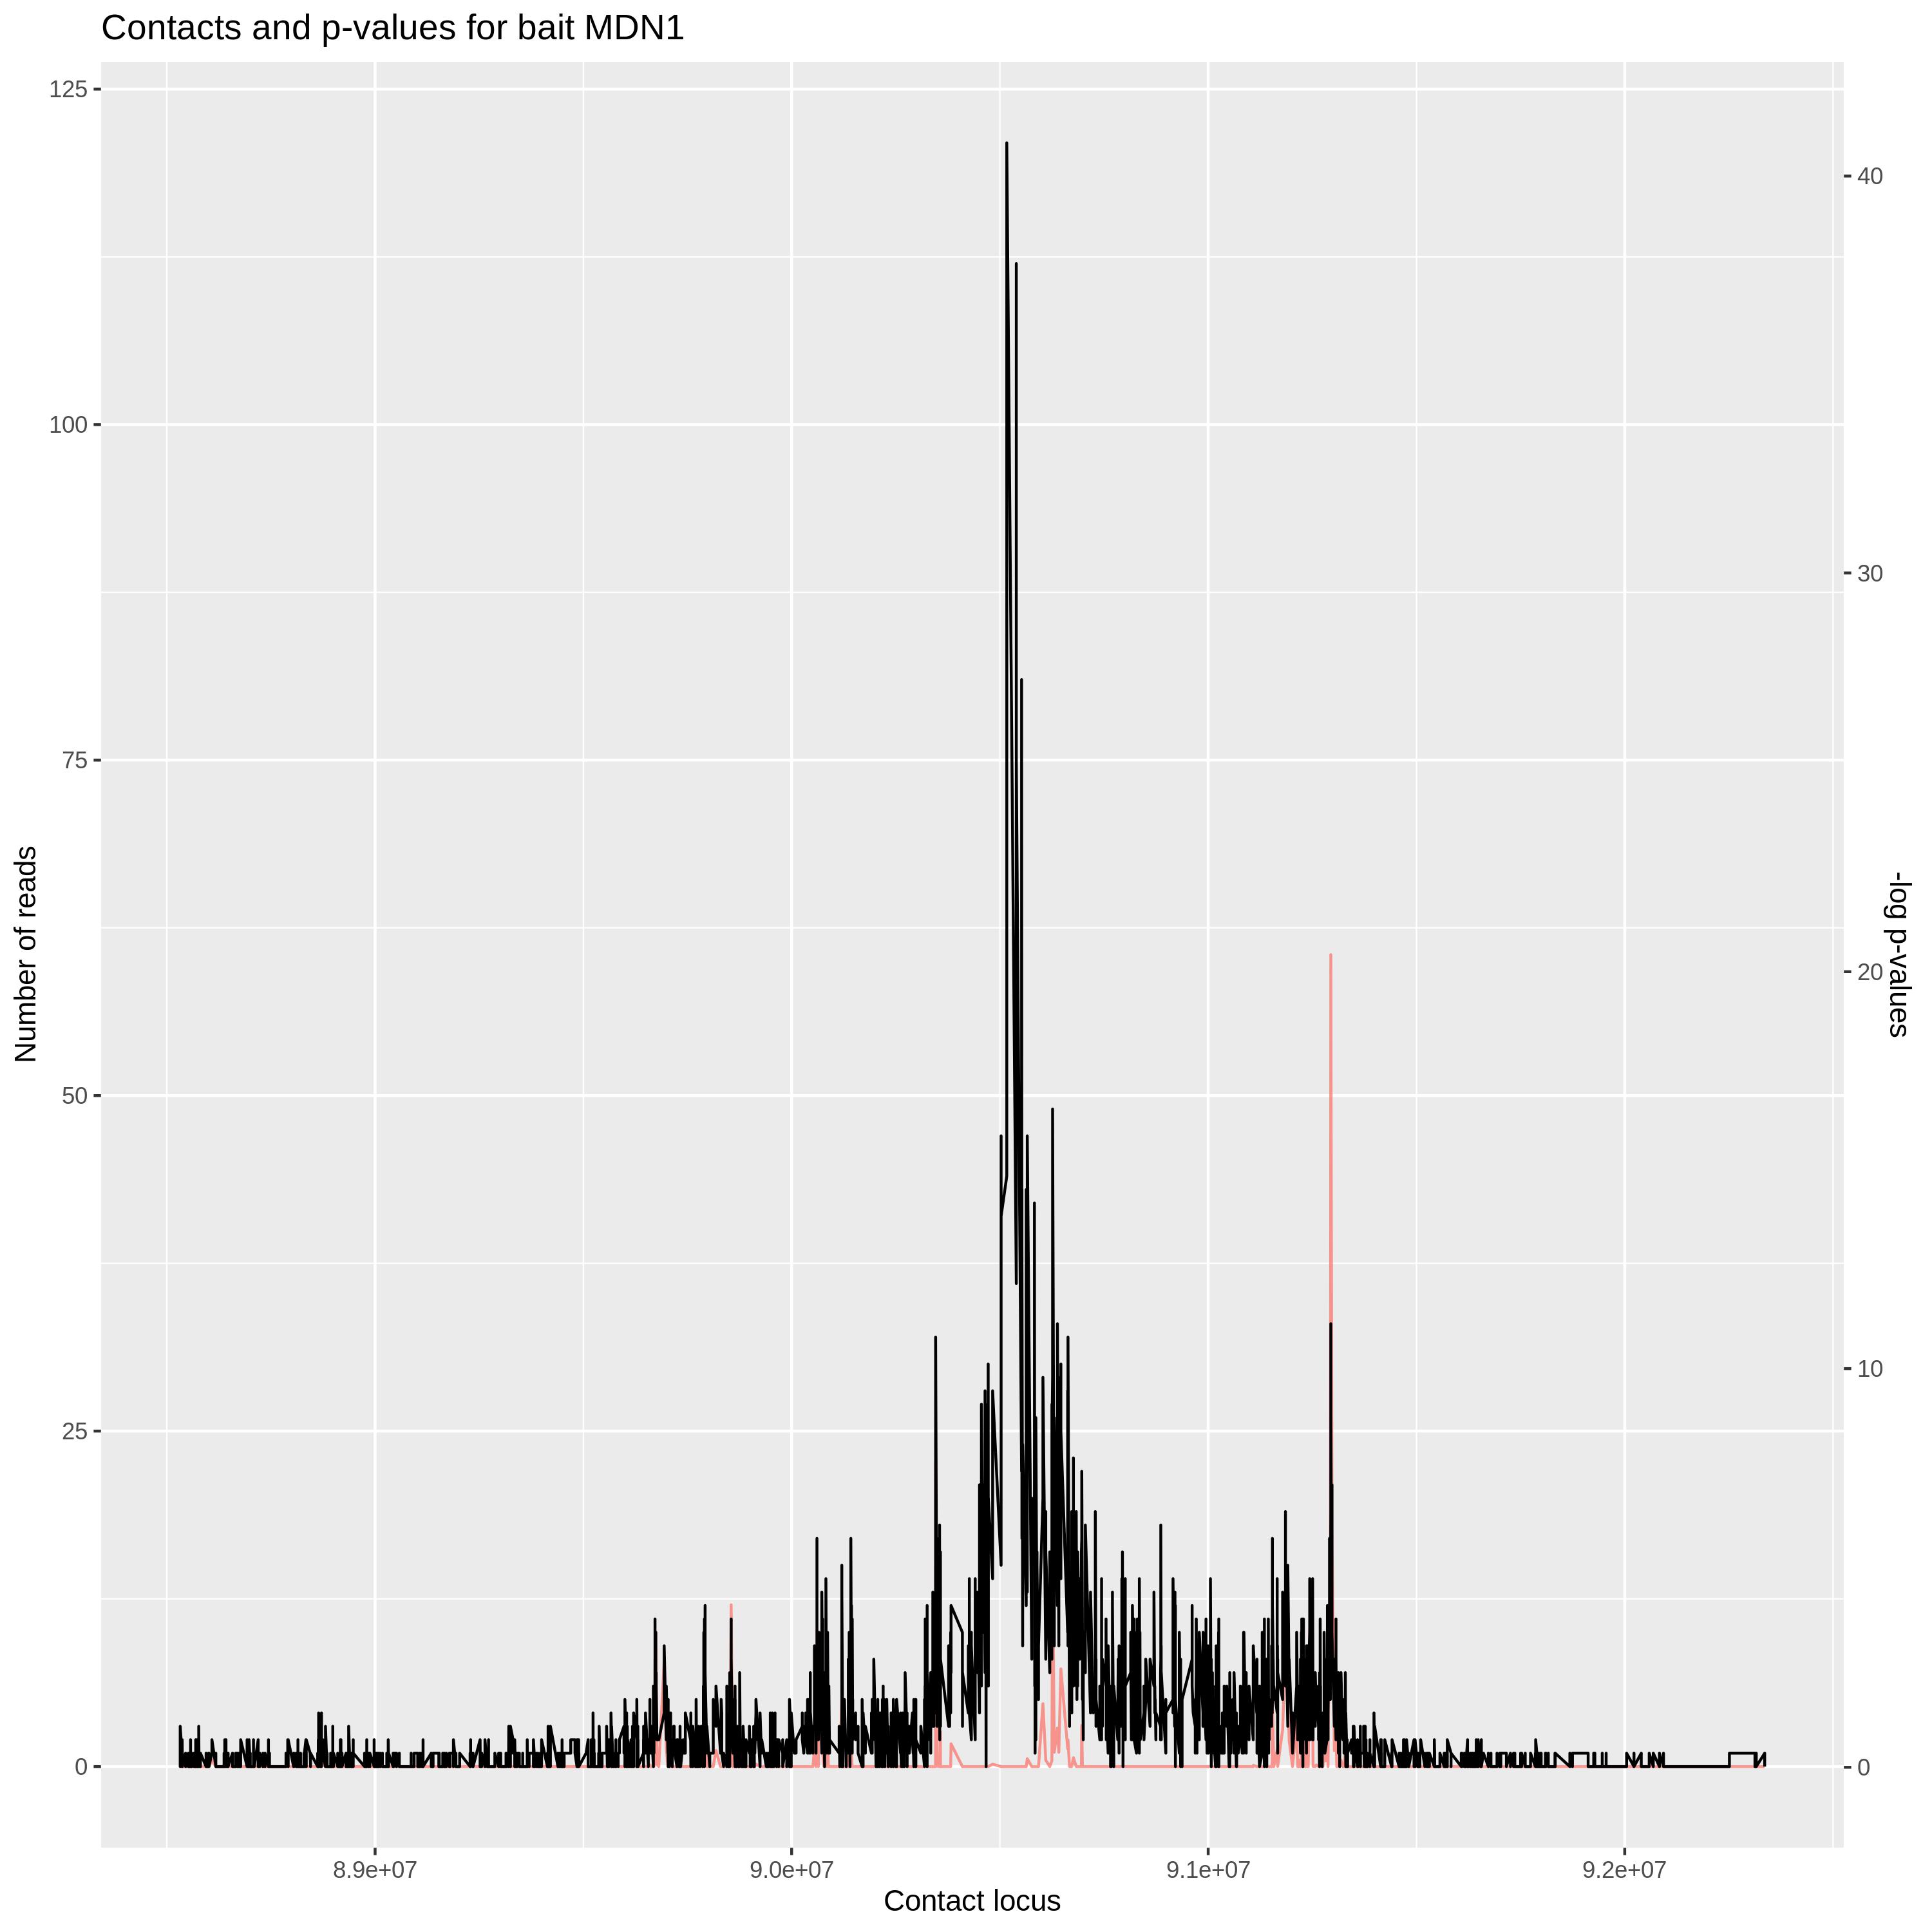 Contacts and p-values for bait MDN1
125
100
75
50
25
0
Number of reads
40
30
20
10
0
-log p-values
8.9e+07
9.0e+07
9.1e+07
9.2e+07
Contact locus